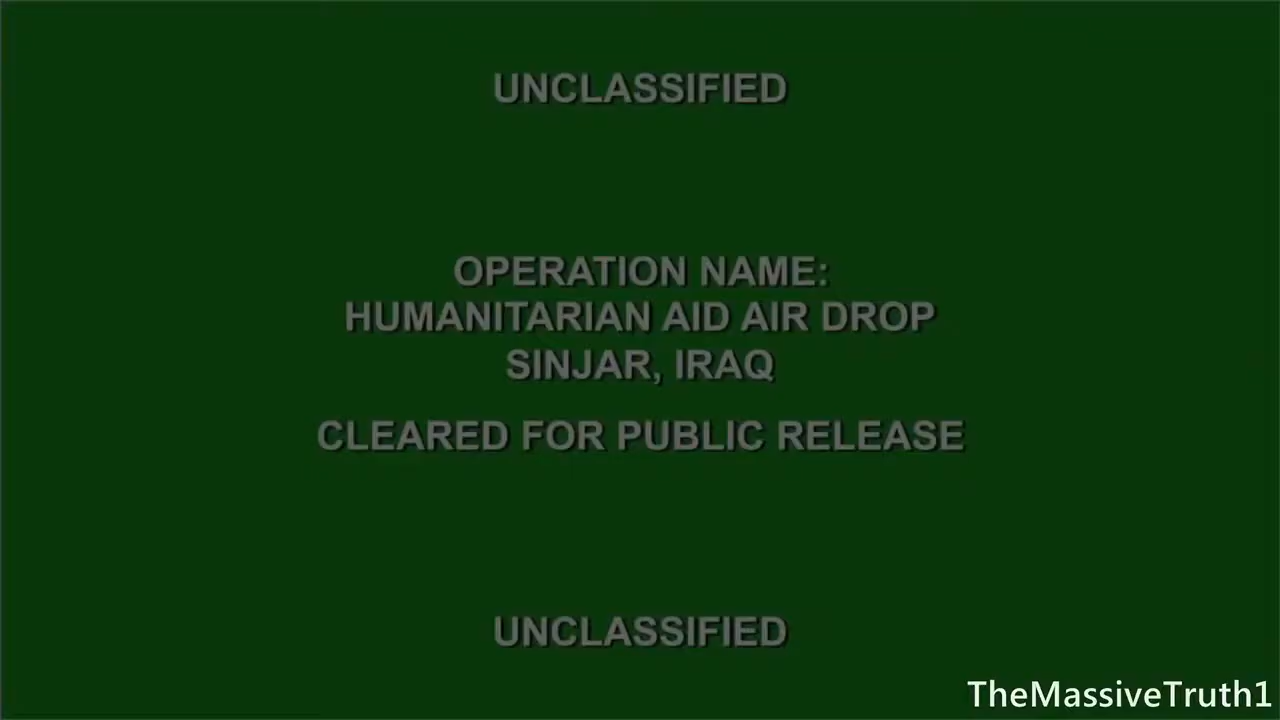 UNCLASSIFIED
OPERATION NAME:
HUMANITARIAN AID AIR DROP
SINJAR, IRAQ
CLEARED FOR PUBLIC RELEASE
UNCLASSIFIED
TheMassiveTruth1